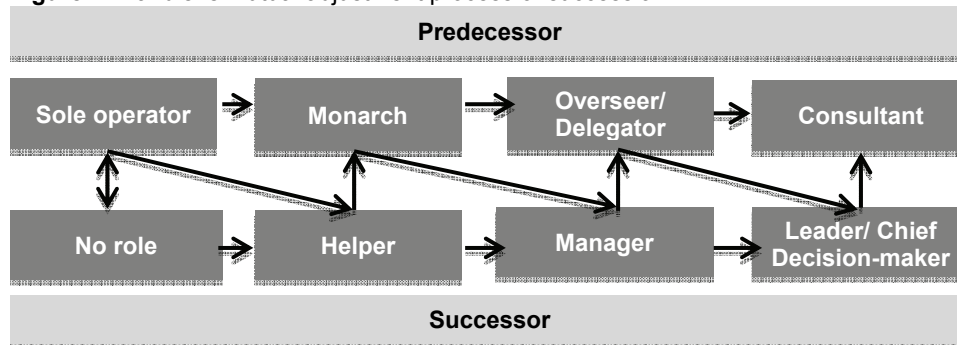 Predecessor
Sole operator
Monarch
Overseer/
Delegator
Consultant
No role
Helper
Manager
Leader/ Chief
Decision-maker
Successor